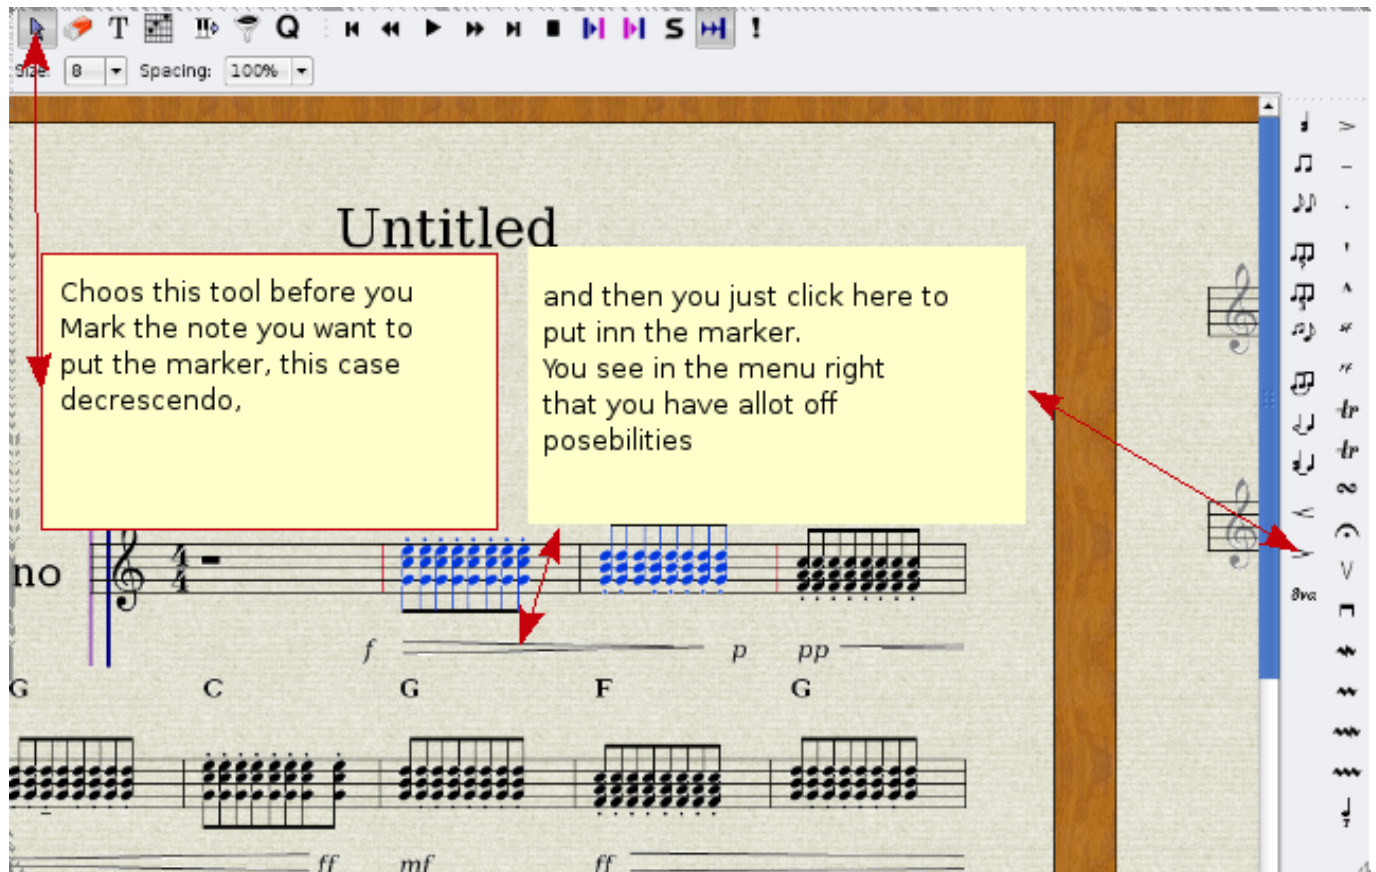 T Q S !
Size: 8 Spacing: 100%
Untitled
Choos this tool before you
Mark the note you want to
put the marker, this case
decrescendo,
and then you just click here to
put inn the marker.
You see in the menu right
that you have allot off
posebilities
no
f p pp
G C G F G
ff mf ff
tr
tr
8va